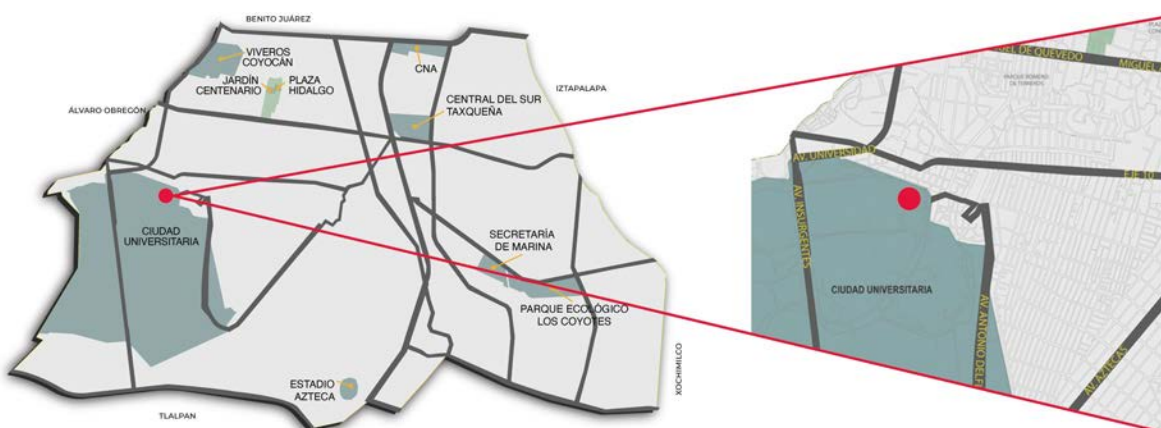 BENITO JUÁREZ
VIVEROS
COYOCÁN
CNA
JARDÍN
CENTENARIO
PLAZA
HIDALGO
IZTAPALAPA
CENTRAL DEL SUR
TAXQUEÑA
ÁLVARO OBREGÓN
CIUDAD
UNIVERSITARIA
SECRETARÍA
DE MARINA
PARQUE ECOLÓGICO
LOS COYOTES
ESTADIO
AZTECA
XOCHIMILCO
TLALPAN
EL DE QUEVEDO
MIGUEL
AV. UNIVERSIDAD
EJE 10
AV. INSURGENTES
CIUDAD UNIVERSITARIA
AV. ANTONIO DELF
AV. AZTECAS